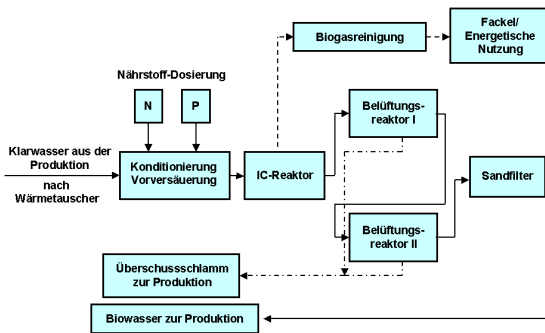 Biogasreinigung
Fackel/
Energetische
Nutzung
Nährstoff-Dosierung
N
P
Belüftungs-
reaktor I
Klarwasser aus der
Produktion
nach
Wärmetauscher
Konditionierung
Vorversäuerung
IC-Reaktor
Sandfilter
Belüftungs-
reaktor II
Überschussschlamm
zur Produktion
Biowasser zur Produktion